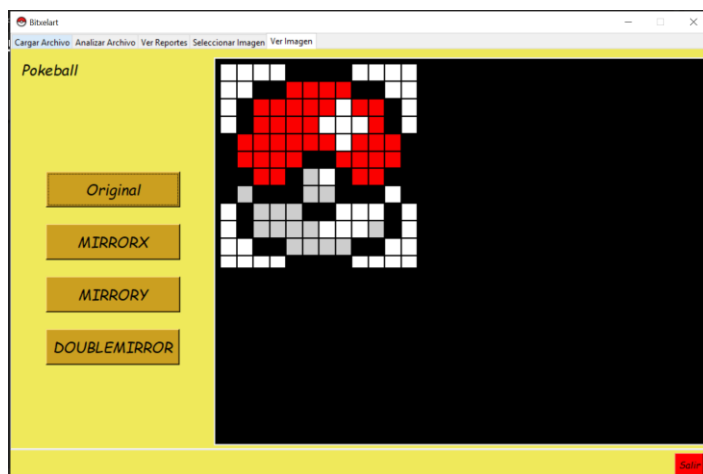 Bitxelart
Cargar Archivo Analizar Archivo Ver Reportes Seleccionar Imagen Ver Imagen
Pokeball
Original
MIRRORX
MIRRORY
DOUBLEMIRROR
Salir